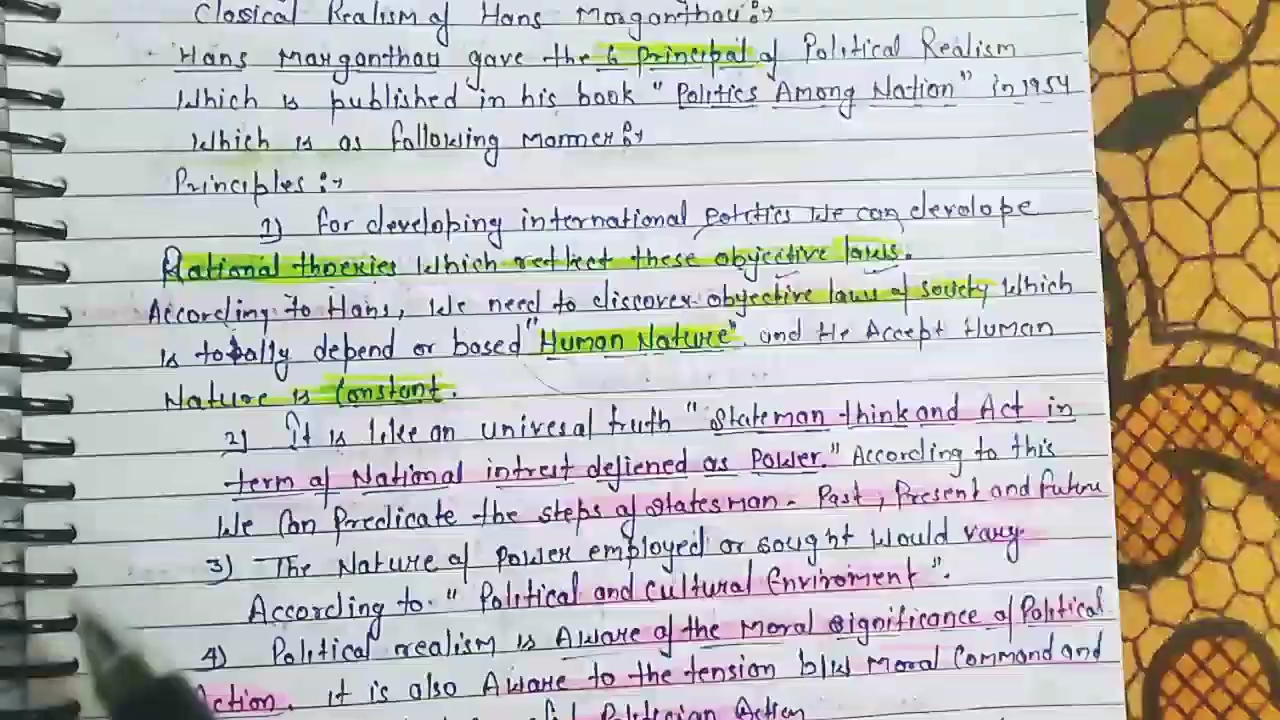 Classical Realism of Hans Morganthau :→
Hans Marganthau gave the 6 principal of Political Realism
Which is published in his book "Politics Among Nation" in 1954
Which is as following manner :→
Principles :→
1) for developing international politics We can devalope
Rational theories Which reflect these objective laws.
According to Hans, We need to discover objective laws of society Which
is totally depend or based "Human Nature". and He Accept Human
Nature is Constant.
2) It is like an univesal truth "Stateman think and Act in
term of National intrest defiened as Power." According to this
We Can Predicate the steps of statesman - Past, Present and future
3) The Nature of Power employed or sought Would vary
According to "Political and cultural Enviroment".
4) Political realism is Aware of the moral significance of Political
Action. it is also Aware to the tension b/w Moral Command and
Action